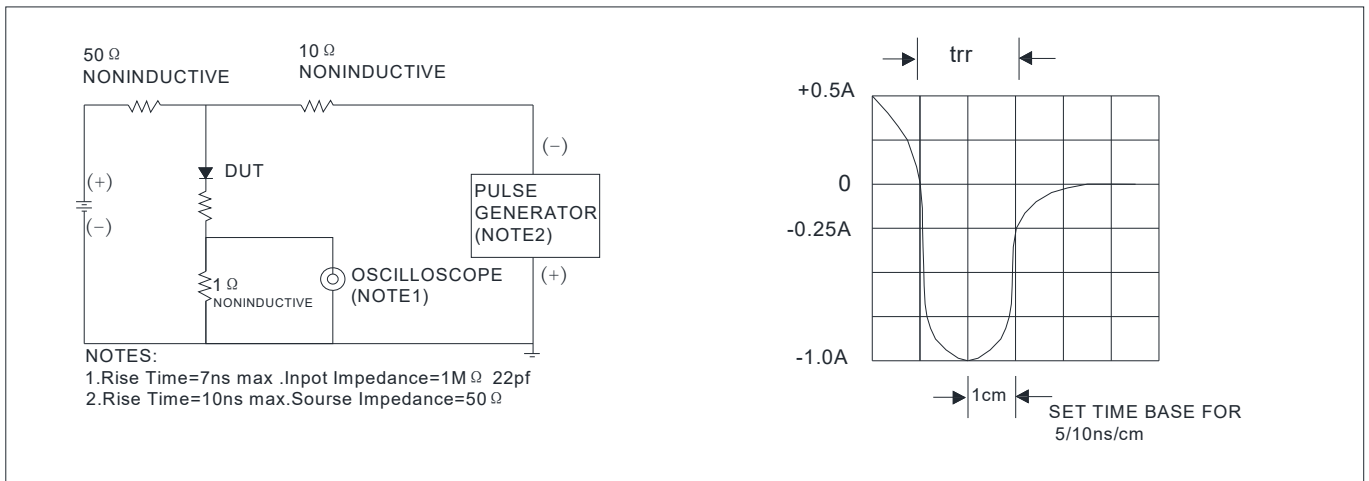 50 Ω
NONINDUCTIVE
10 Ω
NONINDUCTIVE
(+)
(−)
DUT
1 Ω
NONINDUCTIVE
OSCILLOSCOPE
(NOTE1)
(−)
PULSE
GENERATOR
(NOTE2)
(+)
NOTES:
1.Rise Time=7ns max .Inpot Impedance=1M Ω 22pf
2.Rise Time=10ns max.Sourse Impedance=50 Ω
trr
+0.5A
0
-0.25A
-1.0A
1cm
SET TIME BASE FOR
5/10ns/cm